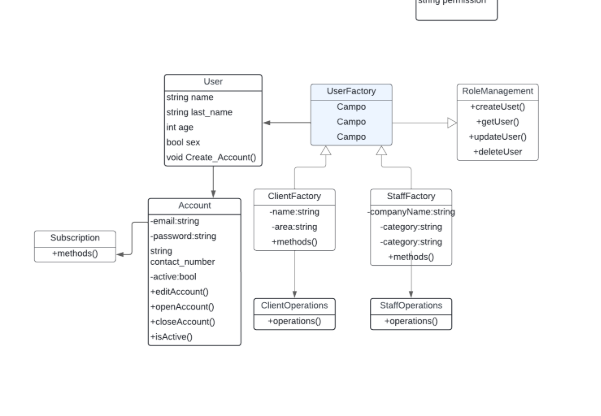 string permission
User
string name
string last_name
int age
bool sex
void Create_Account()
UserFactory
Campo
Campo
Campo
RoleManagement
+createUset()
+getUser()
+updateUser()
+deleteUser
Account
-email:string
-password:string
string
contact_number
-active:bool
+editAccount()
+openAccount()
+closeAccount()
+isActive()
Subscription
+methods()
ClientFactory
-name:string
-area:string
+methods()
StaffFactory
-companyName:string
-category:string
-category:string
+methods()
ClientOperations
+operations()
StaffOperations
+operations()